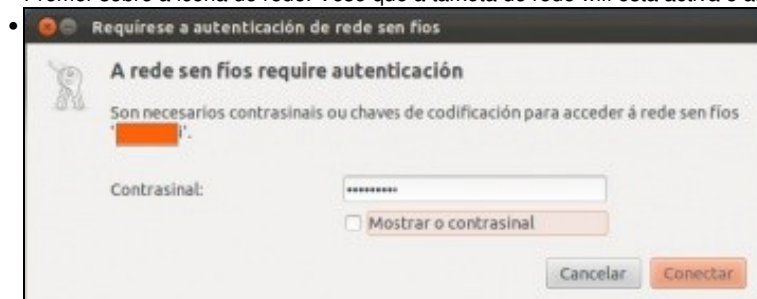 Requírese a autenticación de rede sen fíos
A rede sen fíos require autenticación
Son necesarios contrasinais ou chaves de codificación para acceder á rede sen fíos
i'.
Contrasinal:
Mostrar o contrasinal
Cancelar Conectar